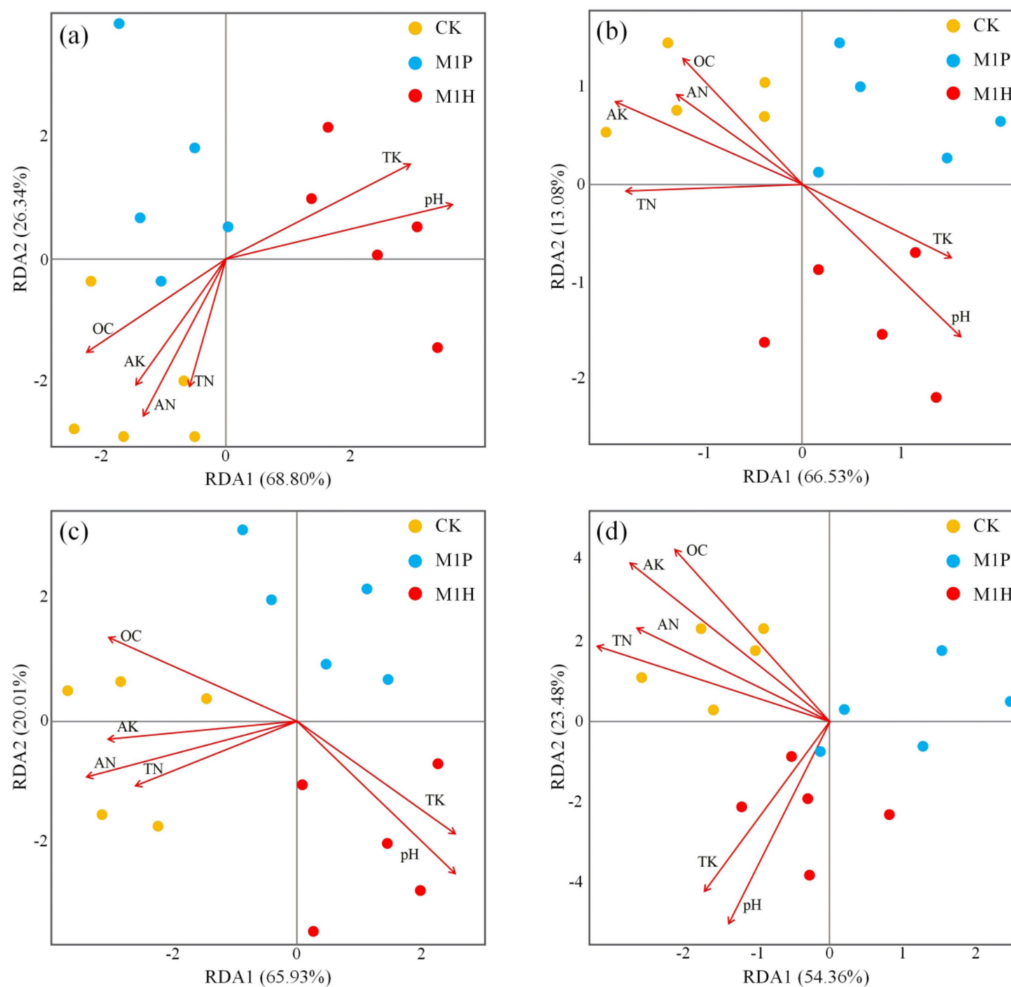 (a)
CK
M1P
M1H
2
0
-2
TK
pH
OC
AK
AN
TN
-2
0
2
RDA1 (68.80%)
RDA2 (26.34%)
(b)
CK
M1P
M1H
1
0
-1
-2
OC
AN
AK
TN
TK
pH
-1
0
1
RDA1 (66.53%)
RDA2 (13.08%)
(c)
CK
M1P
M1H
2
0
-2
OC
AK
AN
TN
TK
pH
-2
0
2
RDA1 (65.93%)
RDA2 (20.01%)
(d)
CK
M1P
M1H
4
2
0
-2
-4
OC
AK
AN
TN
TK
pH
-2
-1
0
1
2
RDA1 (54.36%)
RDA2 (23.48%)